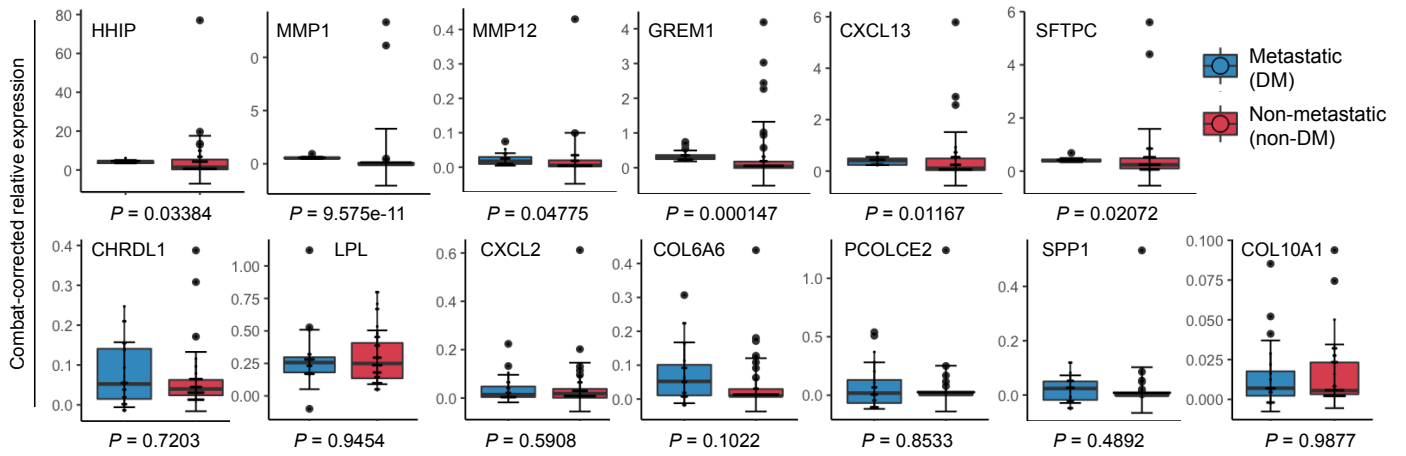 Combat-corrected relative expression
HHIP
80
60
40
20
0
P = 0.03384
MMP1
0
5
0
P = 9.575e-11
MMP12
0.4
0.3
0.2
0.1
0.0
P = 0.04775
GREM1
4
3
2
1
0
P = 0.000147
CXCL13
6
4
2
0
P = 0.01167
SFTPC
6
4
2
0
P = 0.02072
Metastatic
(DM)
Non-metastatic
(non-DM)
CHRDL1
0.4
0.3
0.2
0.1
0.0
P = 0.7203
LPL
1.00
0.75
0.50
0.25
0.00
P = 0.9454
CXCL2
0.6
0.4
0.2
0.0
P = 0.5908
COL6A6
0.4
0.3
0.2
0.1
0.0
P = 0.1022
PCOLCE2
1.0
0.5
0.0
P = 0.8533
SPP1
0.4
0.2
0.0
P = 0.4892
COL10A1
0.100
0.075
0.050
0.025
0.000
P = 0.9877